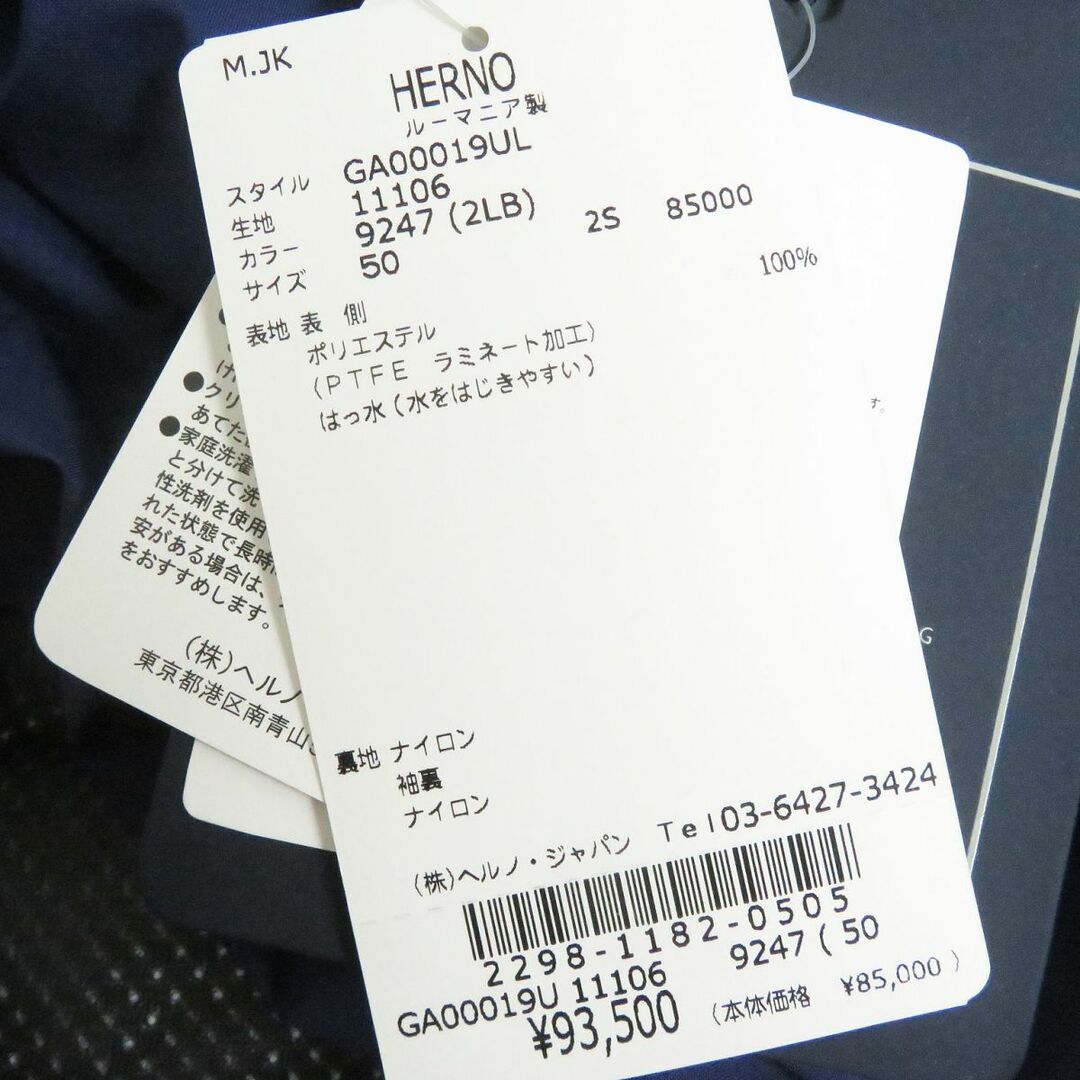 M.JK
HERNO
ルーマニア製
スタイル GA00019UL
生地 11106
カラー 9247 (2LB) 2S 85000
サイズ 50
100%
表地 表 側
ポリエステル
(PTFE ラミネート加工)
はっ水 (水をはじきやすい)
す。
裏地 ナイロン
袖裏
ナイロン
(株)ヘルノ・ジャパン Tel03-6427-3424
2298-1182-0505
GA00019U 11106 9247 ( 50
¥93,500 (本体価格 ¥85,000 )
け
●クリ
あてた
●家庭洗濯
と分けて洗
性洗剤を使用
れた状態で長時
安がある場合は、
をおすすめします。
(株)ヘルノ
東京都港区南青山
G